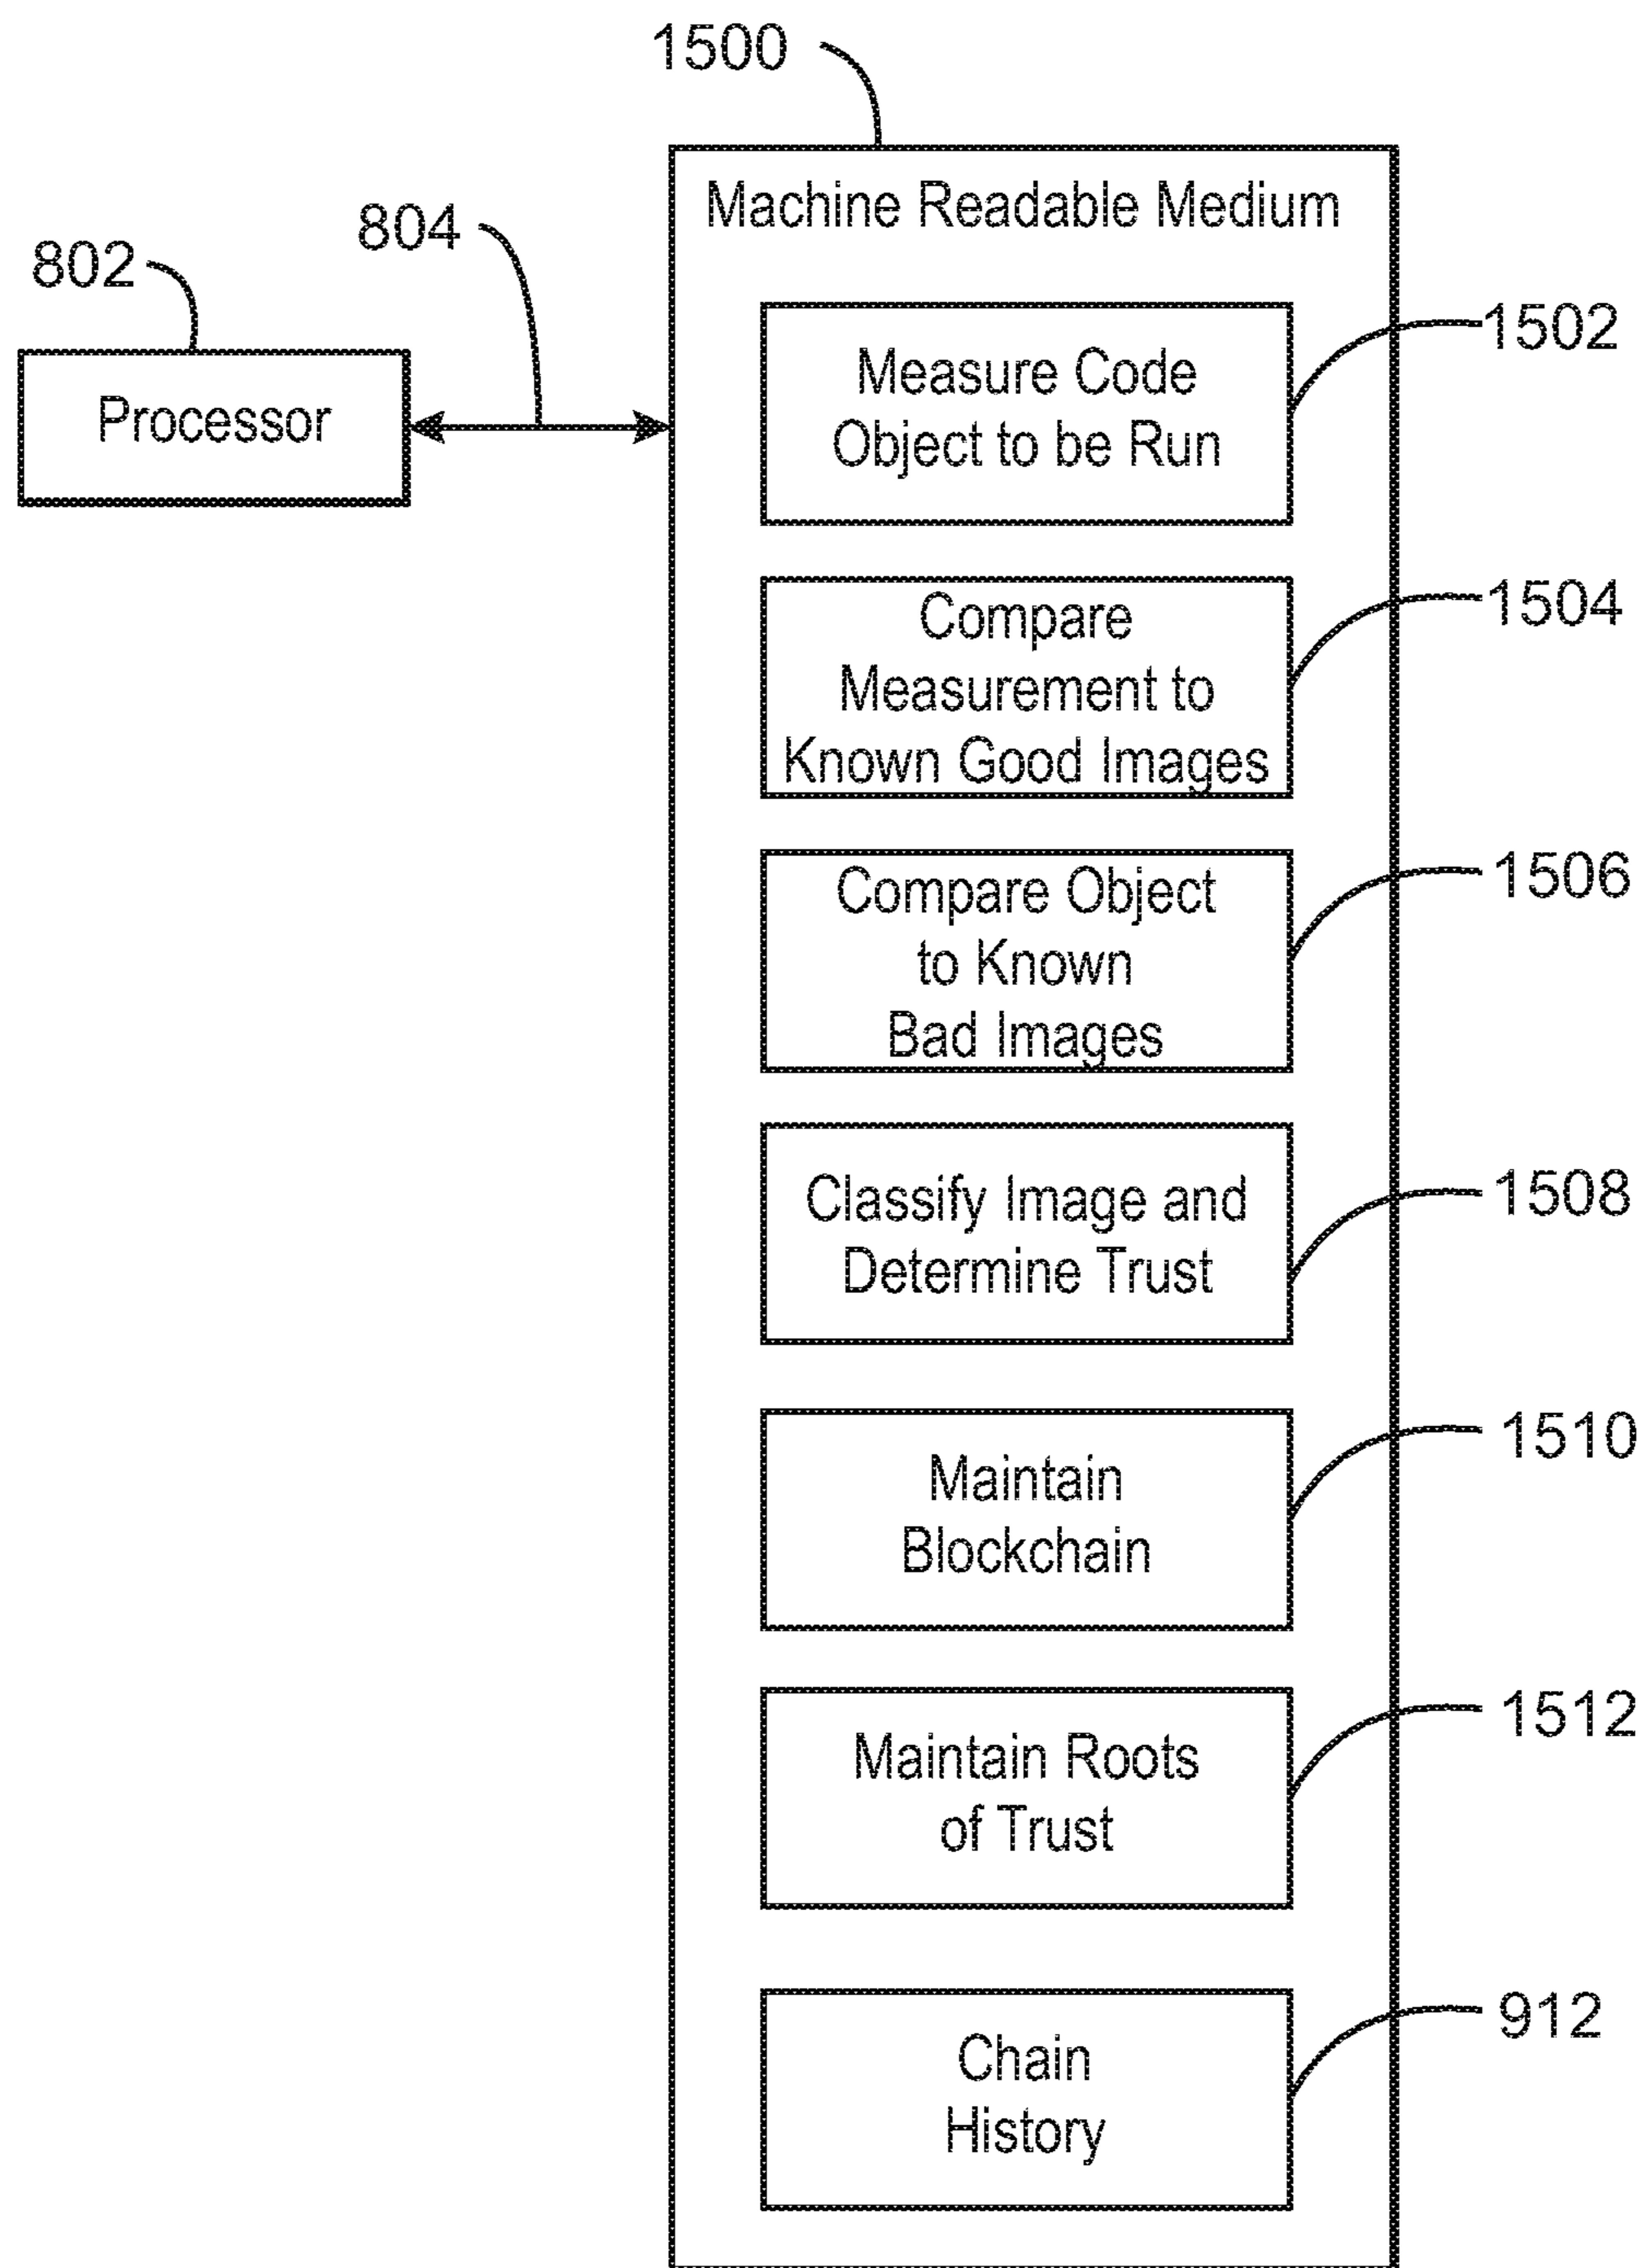 1500
Machine Readable Medium
804
802
Processor
1502
Measure Code
Object to be Run
1504
Compare
Measurement to
Known Good Images
1506
Compare Object
to Known
Bad Images
1508
Classify Image and
Determine Trust
1510
Maintain
Blockchain
1512
Maintain Roots
of Trust
912
Chain
History